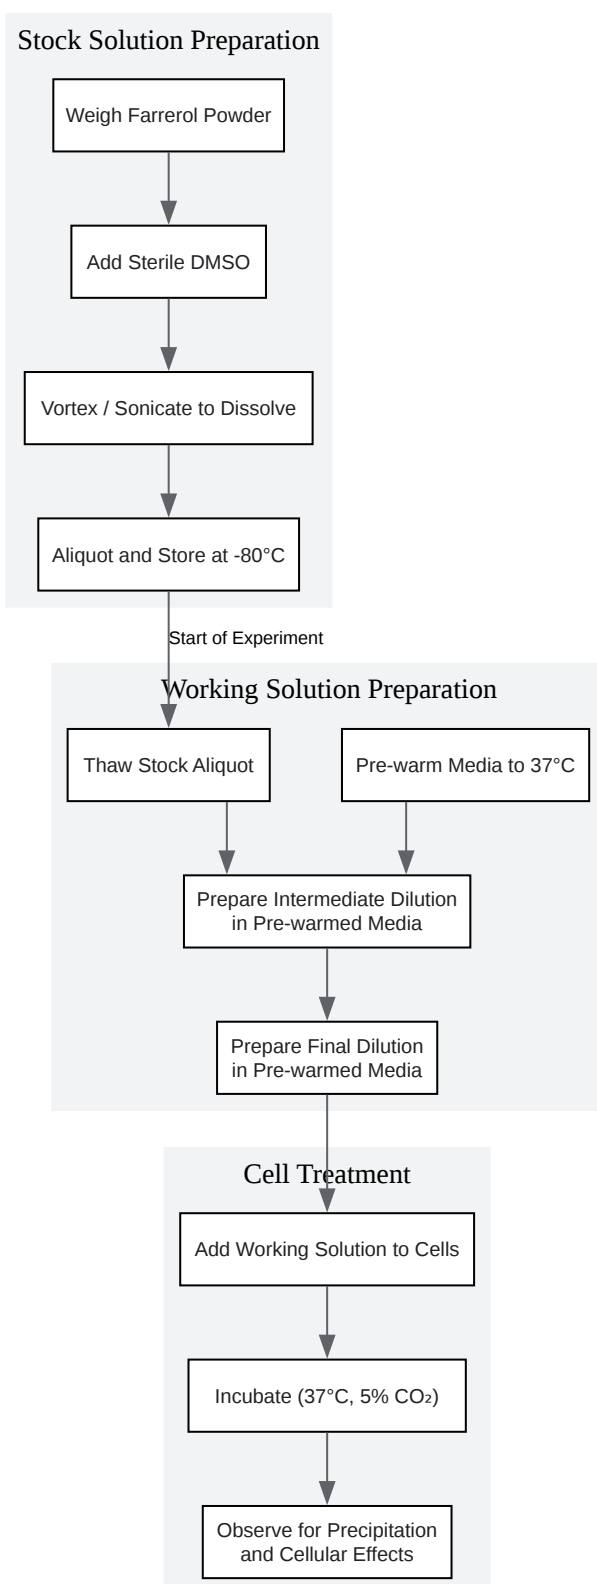 Stock Solution Preparation
Weigh Farrerol Powder
Add Sterile DMSO
Vortex / Sonicate to Dissolve
Aliquot and Store at -80°C
Start of Experiment
Working Solution Preparation
Thaw Stock Aliquot
Pre-warm Media to 37°C
Prepare Intermediate Dilution
in Pre-warmed Media
Prepare Final Dilution
in Pre-warmed Media
Cell Treatment
Add Working Solution to Cells
Incubate (37°C, 5% CO₂)
Observe for Precipitation
and Cellular Effects